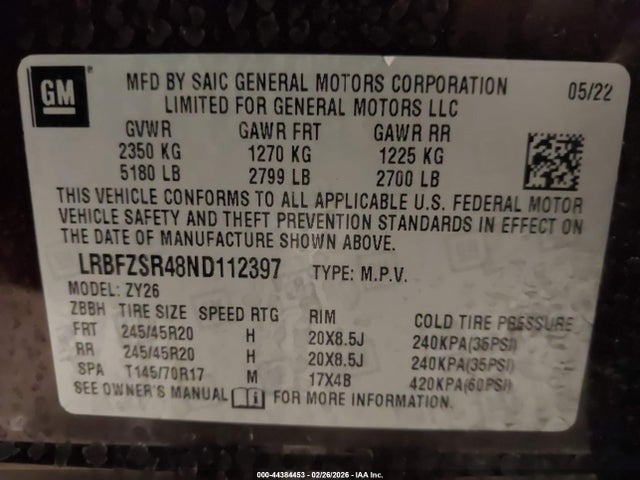 GM
MFD BY SAIC GENERAL MOTORS CORPORATION 05/22
LIMITED FOR GENERAL MOTORS LLC
GVWR GAWR FRT GAWR RR
2350 KG 1270 KG 1225 KG
5180 LB 2799 LB 2700 LB
THIS VEHICLE CONFORMS TO ALL APPLICABLE U.S. FEDERAL MOTOR
VEHICLE SAFETY AND THEFT PREVENTION STANDARDS IN EFFECT ON
THE DATE OF MANUFACTURE SHOWN ABOVE.
LRBFZSR48ND112397 TYPE: M.P.V.
MODEL: ZY26
ZBBH TIRE SIZE SPEED RTG RIM COLD TIRE PRESSURE
FRT 245/45R20 H 20X8.5J 240KPA(35PSI)
RR 245/45R20 H 20X8.5J 240KPA(35PSI)
SPA T145/70R17 M 17X4B 420KPA(60PSI)
SEE OWNER'S MANUAL FOR MORE INFORMATION.
000-44384453 - 02/26/2026 - IAA Inc.